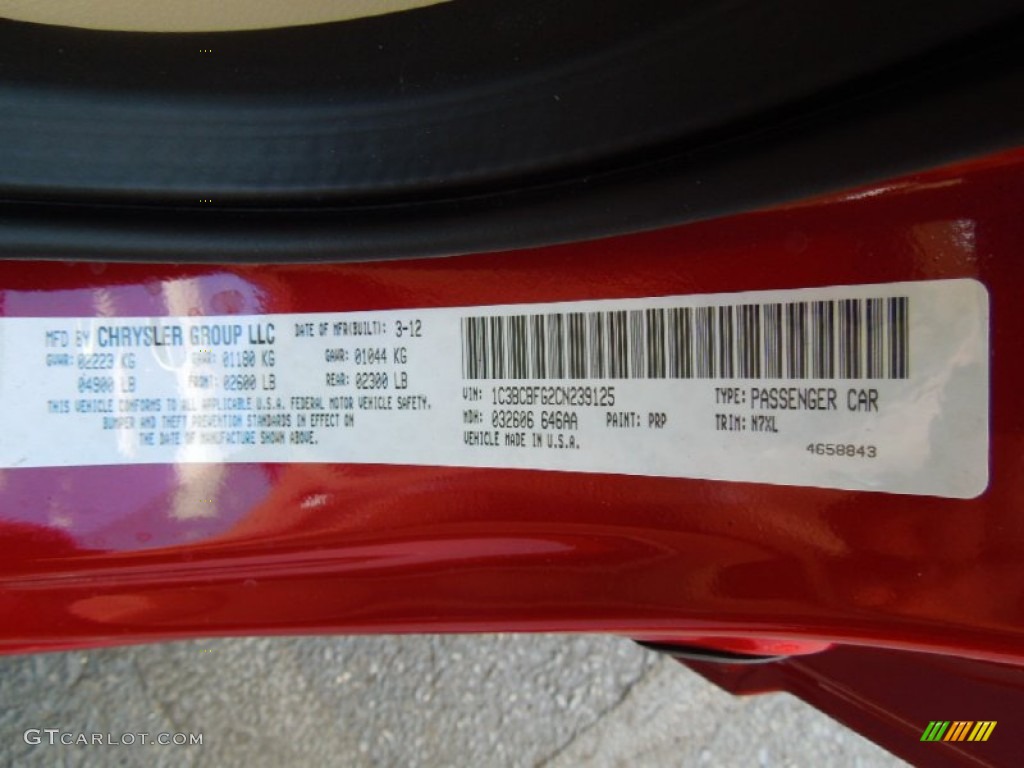 MFD BY CHRYSLER GROUP LLC DATE OF MFR(BUILT): 3-12
GVWR: 02223 KG GAWR: 01180 KG GAWR: 01044 KG
04900 LB FRONT: 02600 LB REAR: 02300 LB
THIS VEHICLE CONFORMS TO ALL APPLICABLE U.S.A. FEDERAL MOTOR VEHICLE SAFETY,
BUMPER AND THEFT PREVENTION STANDARDS IN EFFECT ON
THE DATE OF MANUFACTURE SHOWN ABOVE.
VIN: 1C3BCBFG2CN239125 TYPE: PASSENGER CAR
MDH: 032606 646AA PAINT: PRP TRIM: N7XL
VEHICLE MADE IN U.S.A. 4658843
GTCARLOT.COM